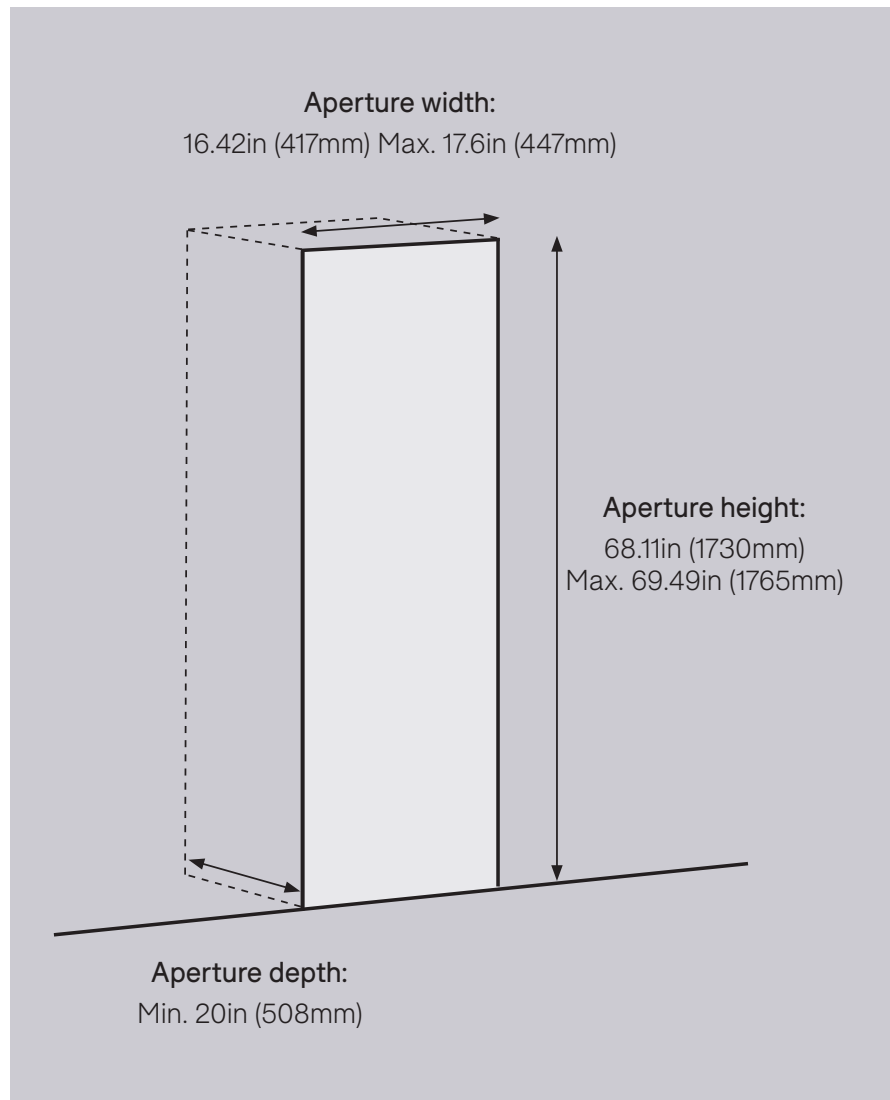 Aperture width:
16.42in (417mm) Max. 17.6in (447mm)
Aperture height:
68.11in (1730mm)
Max. 69.49in (1765mm)
Aperture depth:
Min. 20in (508mm)